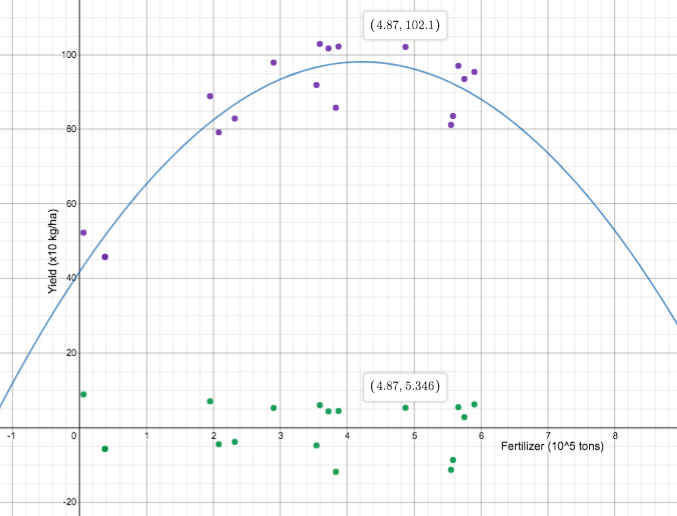 (4.87, 102.1)
100
80
60
Yield (x10 kg/ha)
40
20
(4.87, 5.346)
-1 0 1 2 3 4 5 6 7 8
Fertilizer (10^5 tons)
-20